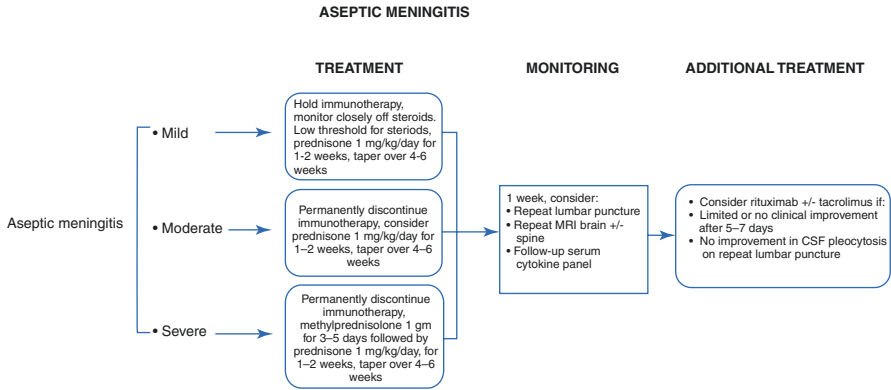 ASEPTIC MENINGITIS
TREATMENT
MONITORING
ADDITIONAL TREATMENT
Aseptic meningitis
• Mild
Hold immunotherapy,
monitor closely off steroids.
Low threshold for steriods,
prednisone 1 mg/kg/day for
1-2 weeks, taper over 4-6
weeks
• Moderate
Permanently discontinue
immunotherapy, consider
prednisone 1 mg/kg/day for
1–2 weeks, taper over 4–6
weeks
• Severe
Permanently discontinue
immunotherapy,
methylprednisolone 1 gm
for 3–5 days followed by
prednisone 1 mg/kg/day, for
1–2 weeks, taper over 4–6
weeks
1 week, consider:
• Repeat lumbar puncture
• Repeat MRI brain +/-
spine
• Follow-up serum
cytokine panel
• Consider rituximab +/- tacrolimus if:
• Limited or no clinical improvement
after 5–7 days
• No improvement in CSF pleocytosis
on repeat lumbar puncture